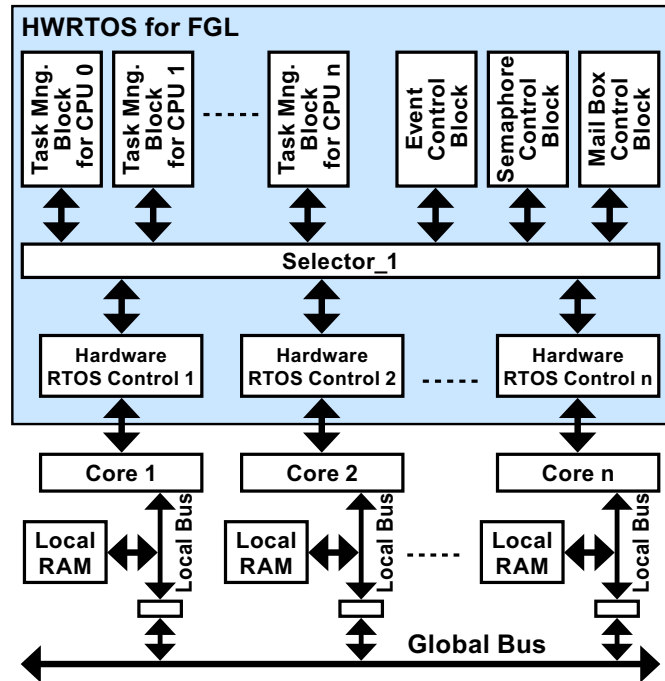 HWRTOS for FGL
Task Mng.
Block
for CPU 0
Task Mng.
Block
for CPU 1
Task Mng.
Block
for CPU n
Event
Control
Block
Semaphore
Control
Block
Mail Box
Control
Block
Selector_1
Hardware
RTOS Control 1
Hardware
RTOS Control 2
Hardware
RTOS Control n
Core 1
Core 2
Core n
Local
RAM
Local Bus
Local
RAM
Local Bus
Local
RAM
Local Bus
Global Bus